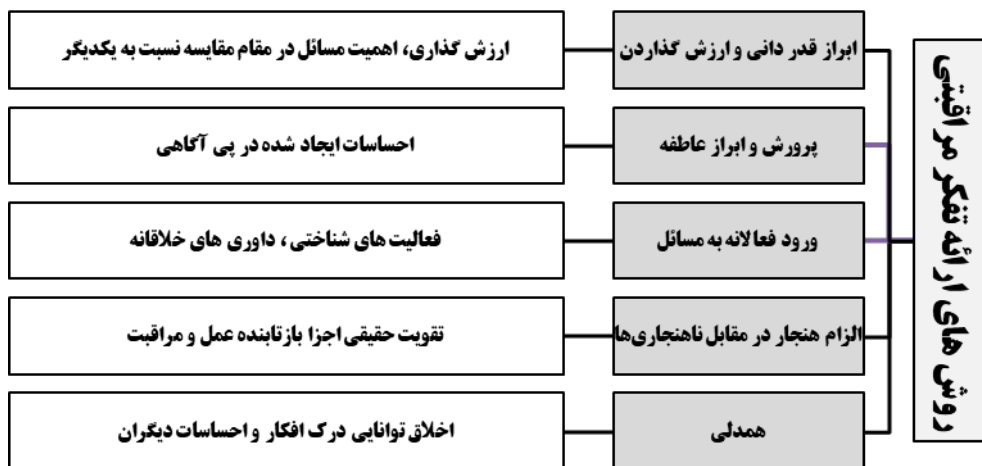 روش های ارائه تفکر مراقبتی
ابراز قدر دانی و ارزش گذاردن
ارزش گذاری، اهمیت مسائل در مقام مقایسه نسبت به یکدیگر
پرورش و ابراز عاطفه
احساسات ایجاد شده در پی آگاهی
ورود فعالانه به مسائل
فعالیت های شناختی ، داوری های خلاقانه
الزام هنجار در مقابل ناهنجاری‌ها
تقویت حقیقی اجزا بازتابنده عمل و مراقبت
همدلی
اخلاق توانایی درک افکار و احساسات دیگران